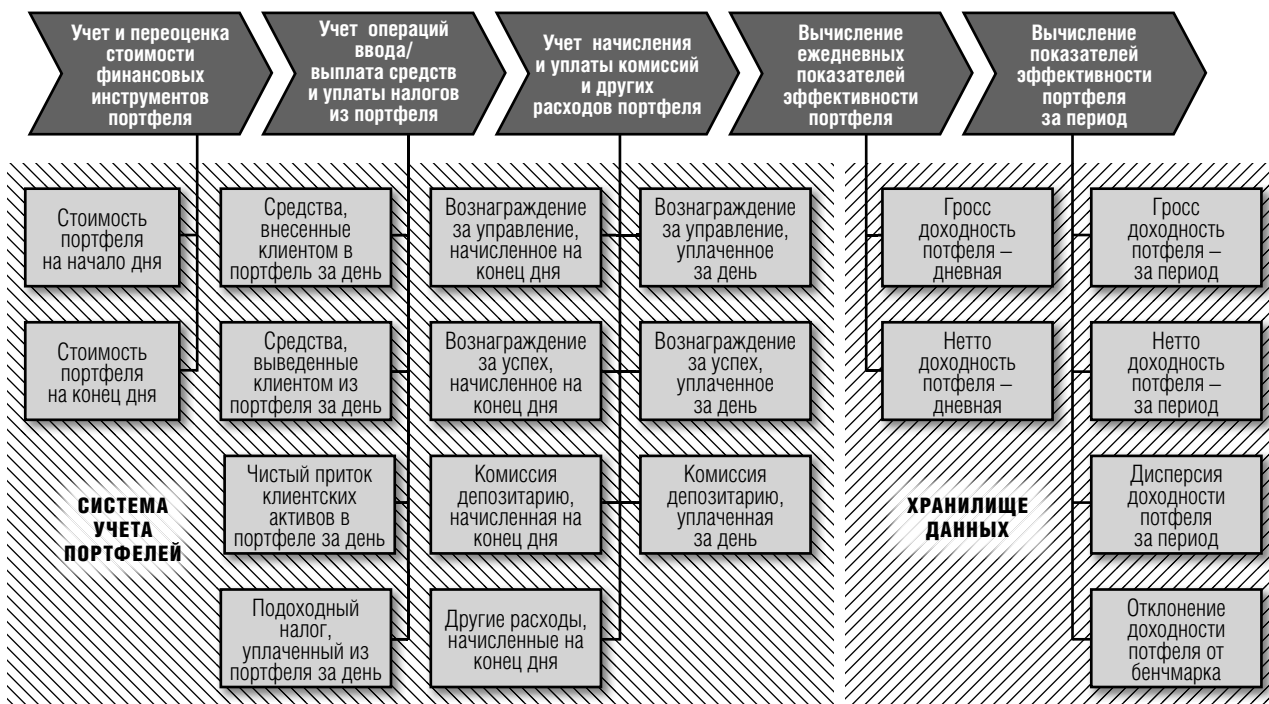 Учет и переоценка
стоимости
финансовых
инструментов
портфеля
Учет операций
ввода/
выплата средств
и уплаты налогов
из портфеля
Учет начисления
и уплаты комиссий
и других
расходов портфеля
Вычисление
ежедневных
показателей
эффективности
портфеля
Вычисление
показателей
эффективности
портфеля
за период
Стоимость
портфеля
на начало дня
Стоимость
портфеля
на конец дня
Средства,
внесенные
клиентом в
портфель за день
Средства,
выведенные
клиентом из
портфеля за день
Чистый приток
клиентских
активов в
портфеле за день
Подоходный
налог,
уплаченный из
портфеля за день
Вознаграждение
за управление,
начисленное на
конец дня
Вознаграждение
за успех,
начисленное на
конец дня
Комиссия
депозитарию,
начисленная на
конец дня
Другие расходы,
начисленные на
конец дня
Вознаграждение
за управление,
уплаченное
за день
Вознаграждение
за успех,
уплаченное
за день
Комиссия
депозитарию,
уплаченная
за день
СИСТЕМА
УЧЕТА
ПОРТФЕЛЕЙ
Гросс
доходность
потфеля –
дневная
Нетто
доходность
потфеля –
дневная
Гросс
доходность
потфеля –
за период
Нетто
доходность
потфеля –
за период
Дисперсия
доходности
потфеля
за период
Отклонение
доходности
потфеля от
бенчмарка
ХРАНИЛИЩЕ
ДАННЫХ